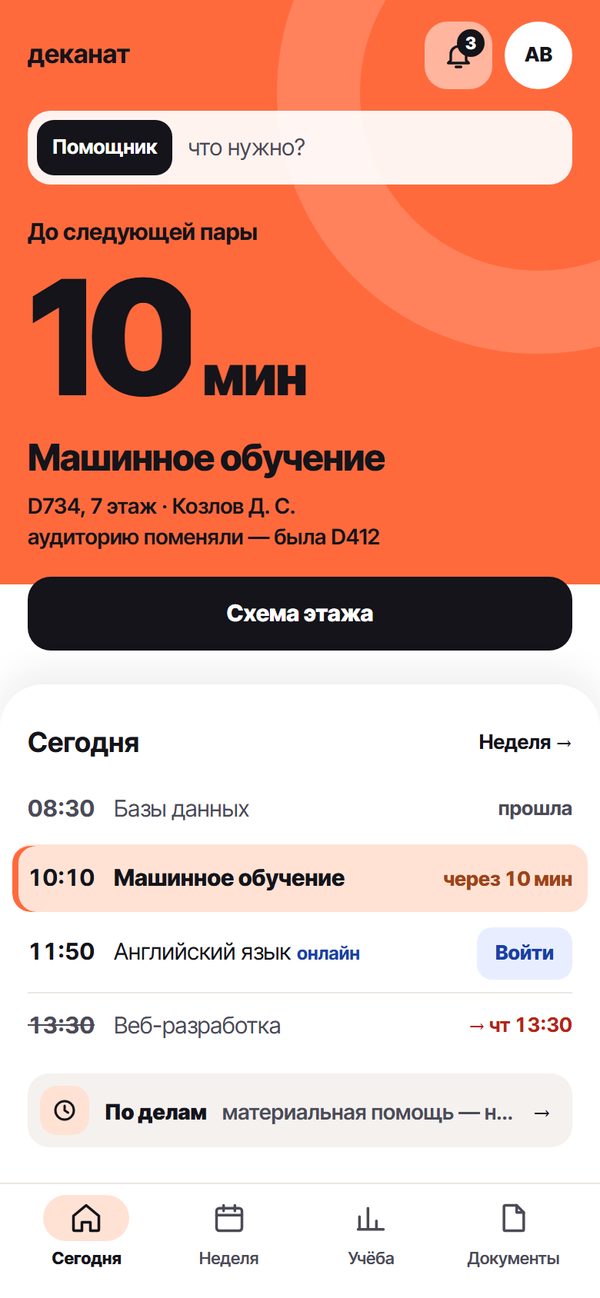 деканат
3
АВ
Помощник что нужно?
До следующей пары
10 мин
Машинное обучение
D734, 7 этаж · Козлов Д. С.
аудиторию поменяли — была D412
Схема этажа
Сегодня Неделя →
08:30 Базы данных прошла
10:10 Машинное обучение через 10 мин
11:50 Английский язык онлайн Войти
13:30 Веб-разработка → чт 13:30
По делам материальная помощь — н... →
Сегодня Неделя Учёба Документы